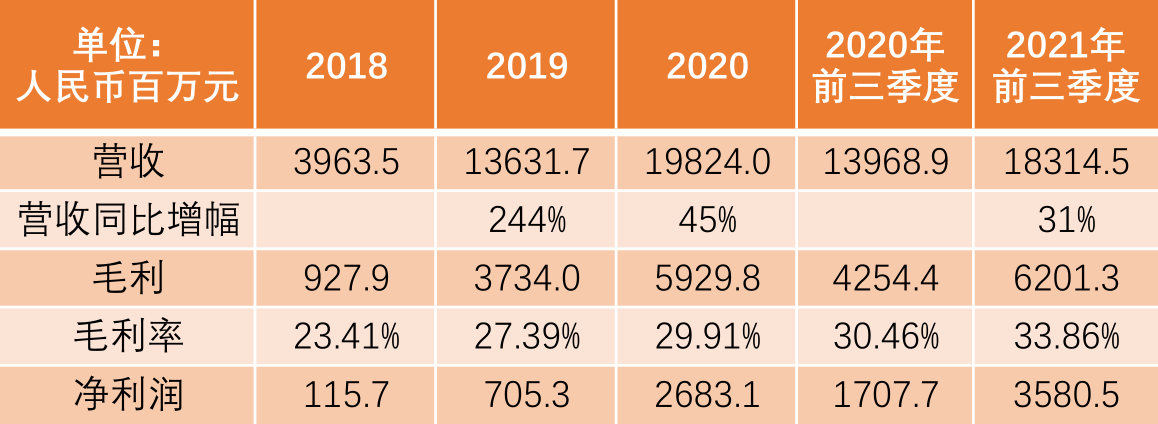 单位：
人民币百万元 2018 2019 2020 2020年前三季度 2021年前三季度
营收 3963.5 13631.7 19824.0 13968.9 18314.5
营收同比增幅 244% 45% 31%
毛利 927.9 3734.0 5929.8 4254.4 6201.3
毛利率 23.41% 27.39% 29.91% 30.46% 33.86%
净利润 115.7 705.3 2683.1 1707.7 3580.5